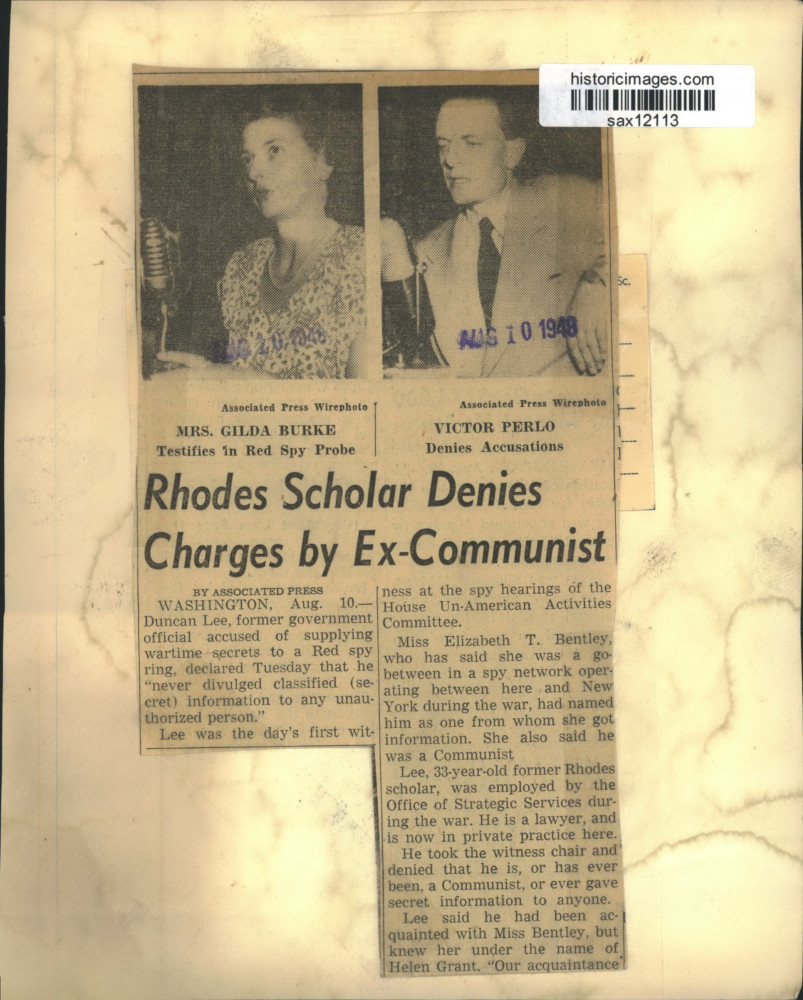 historicimages.com
sax12113
Sc.
AUG 10 1948
AUG 10 1948
Associated Press Wirephoto
MRS. GILDA BURKE
Testifies in Red Spy Probe
Associated Press Wirephoto
VICTOR PERLO
Denies Accusations
Rhodes Scholar Denies
Charges by Ex-Communist
BY ASSOCIATED PRESS
WASHINGTON, Aug. 10.—
Duncan Lee, former government
official accused of supplying
wartime secrets to a Red spy
ring, declared Tuesday that he
“never divulged classified (se-
cret) information to any unau-
thorized person.”
Lee was the day's first wit-
ness at the spy hearings of the
House Un-American Activities
Committee.
Miss Elizabeth T. Bentley,
who has said she was a go-
between in a spy network oper-
ating between here and New
York during the war, had named
him as one from whom she got
information. She also said he
was a Communist
Lee, 33-year-old former Rhodes
scholar, was employed by the
Office of Strategic Services dur-
ing the war. He is a lawyer, and
is now in private practice here.
He took the witness chair and
denied that he is, or has ever
been, a Communist, or ever gave
secret information to anyone.
Lee said he had been ac-
quainted with Miss Bentley, but
knew her under the name of
Helen Grant. “Our acquaintance